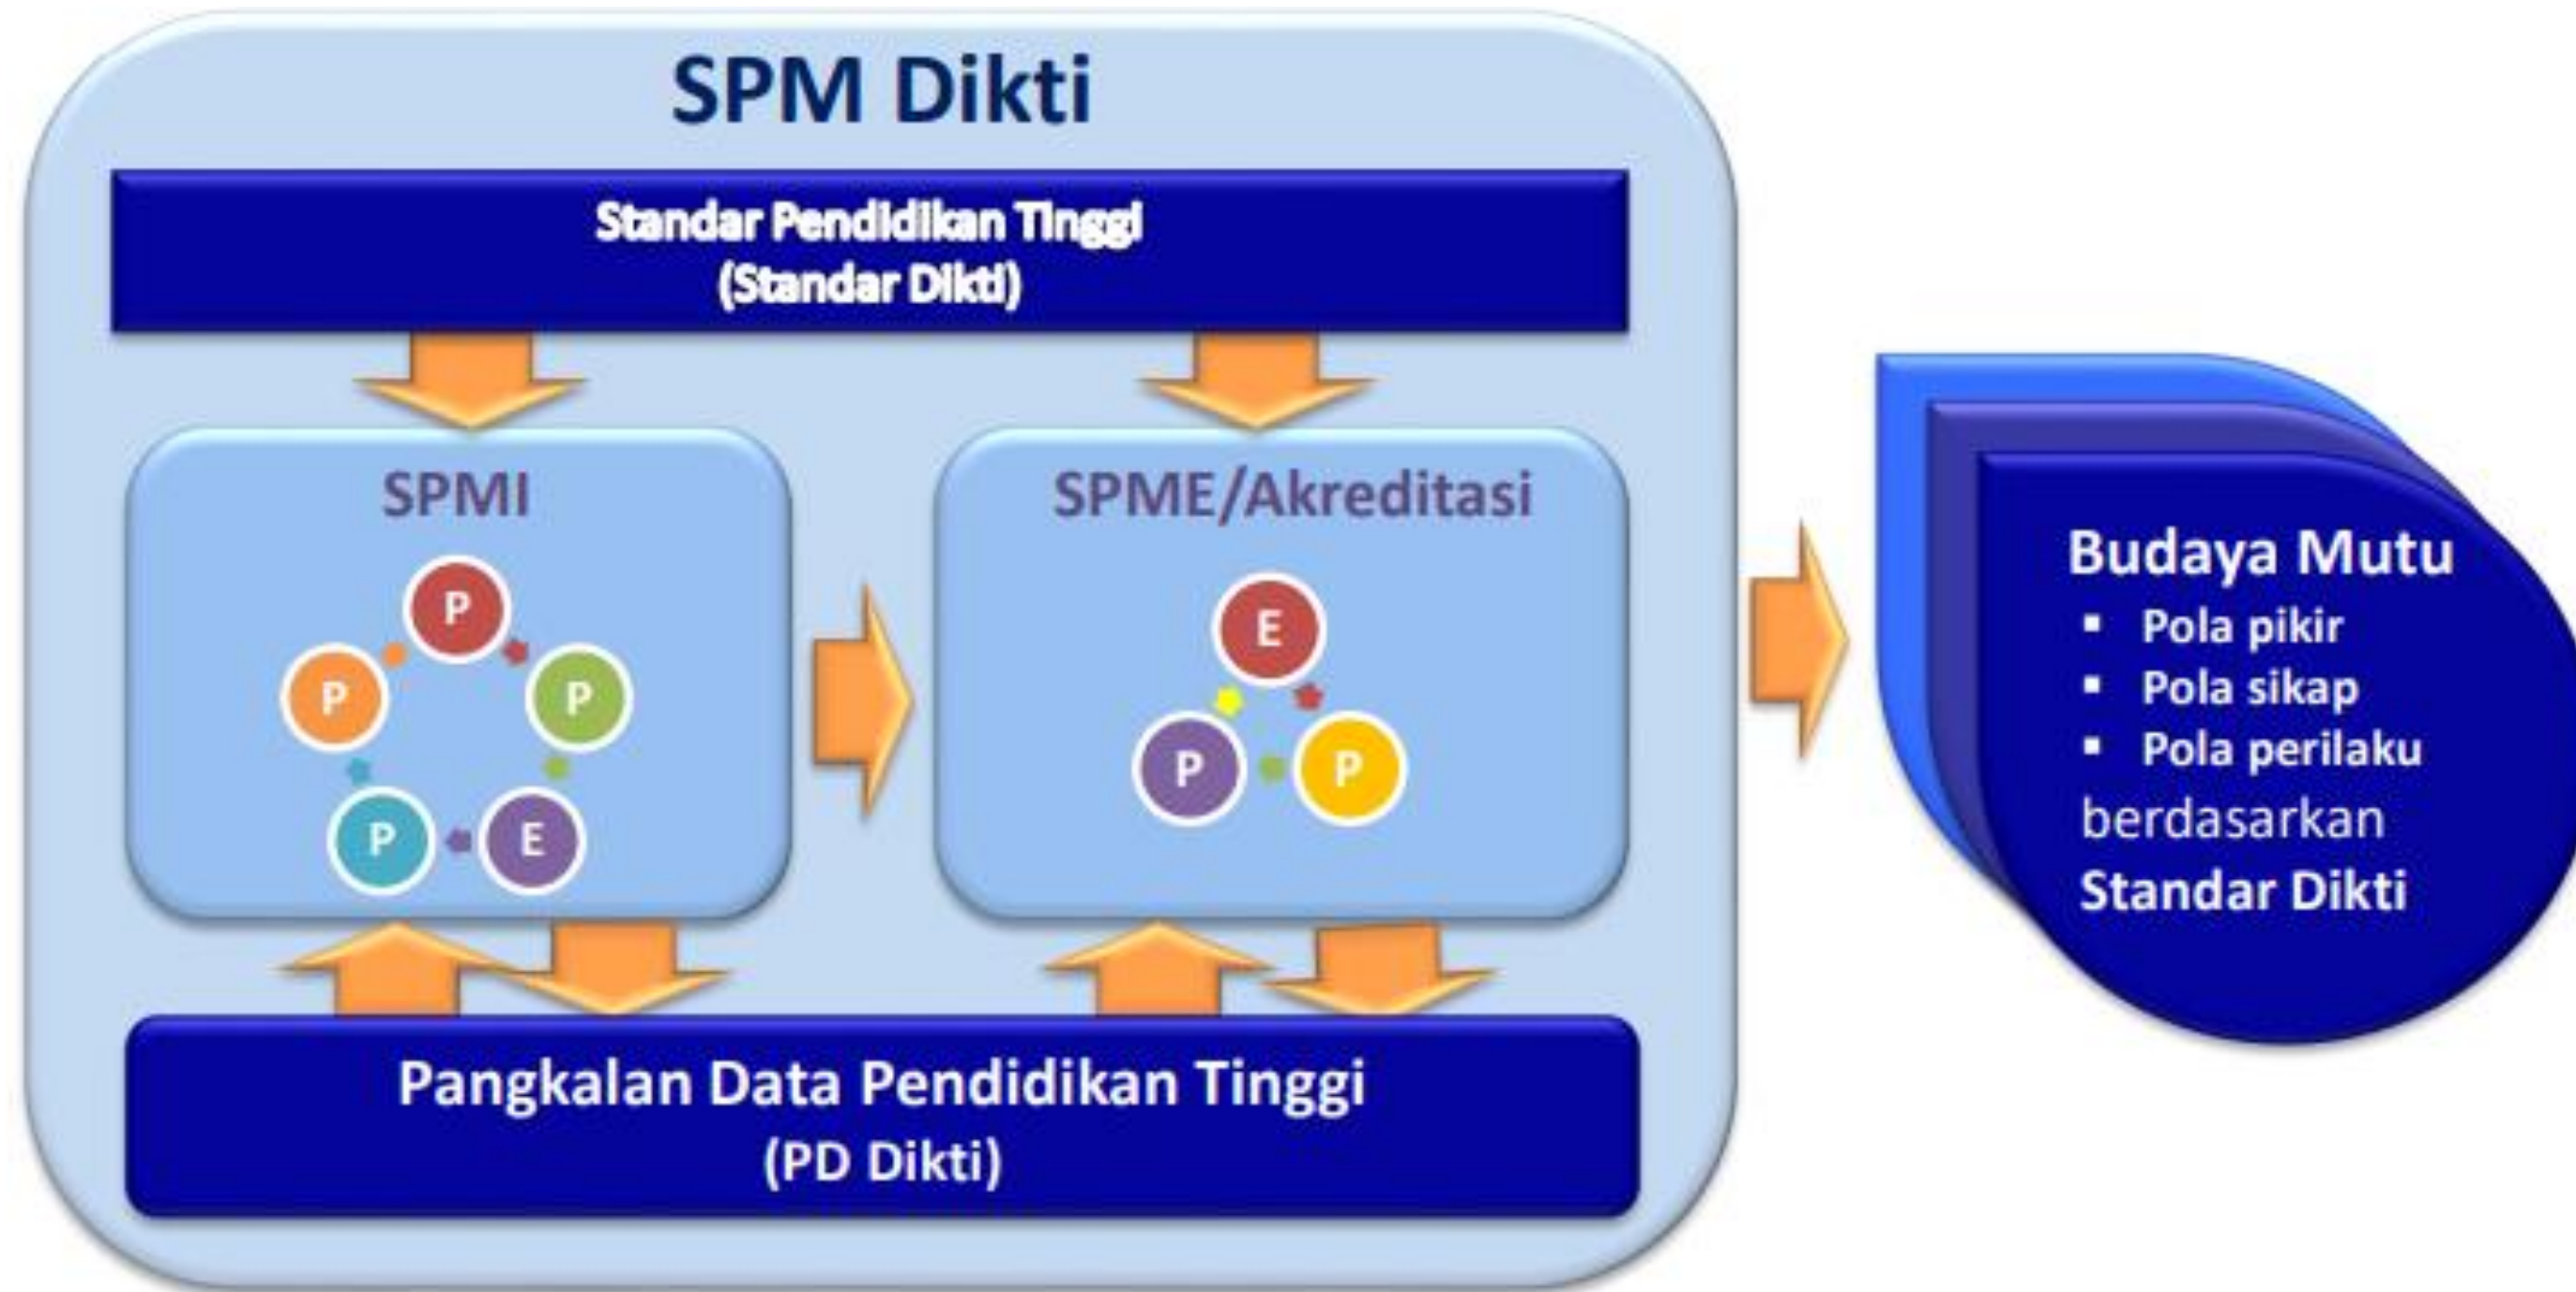 SPM Dikti
Standar Pendidikan Tinggi
(Standar Dikti)
SPMI
P
P
P
P
E
SPME/Akreditasi
E
P
P
Budaya Mutu
▪ Pola pikir
▪ Pola sikap
▪ Pola perilaku
berdasarkan
Standar Dikti
Pangkalan Data Pendidikan Tinggi
(PD Dikti)